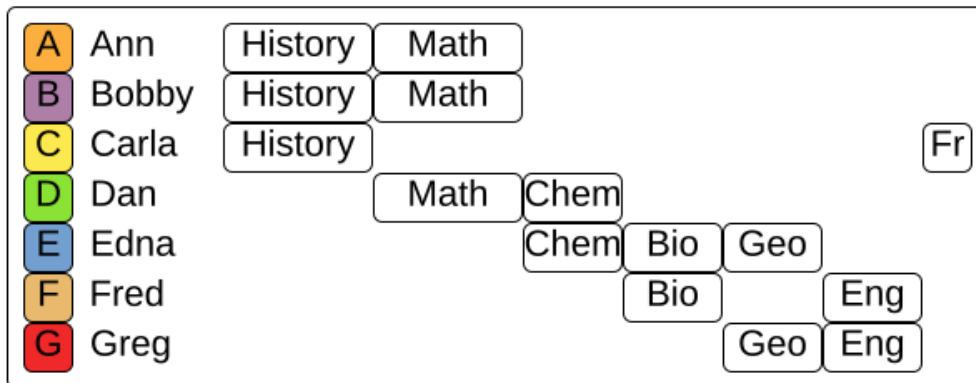 A Ann History Math
B Bobby History Math
C Carla History Fr
D Dan Math Chem
E Edna Chem Bio Geo
F Fred Bio Eng
G Greg Geo Eng